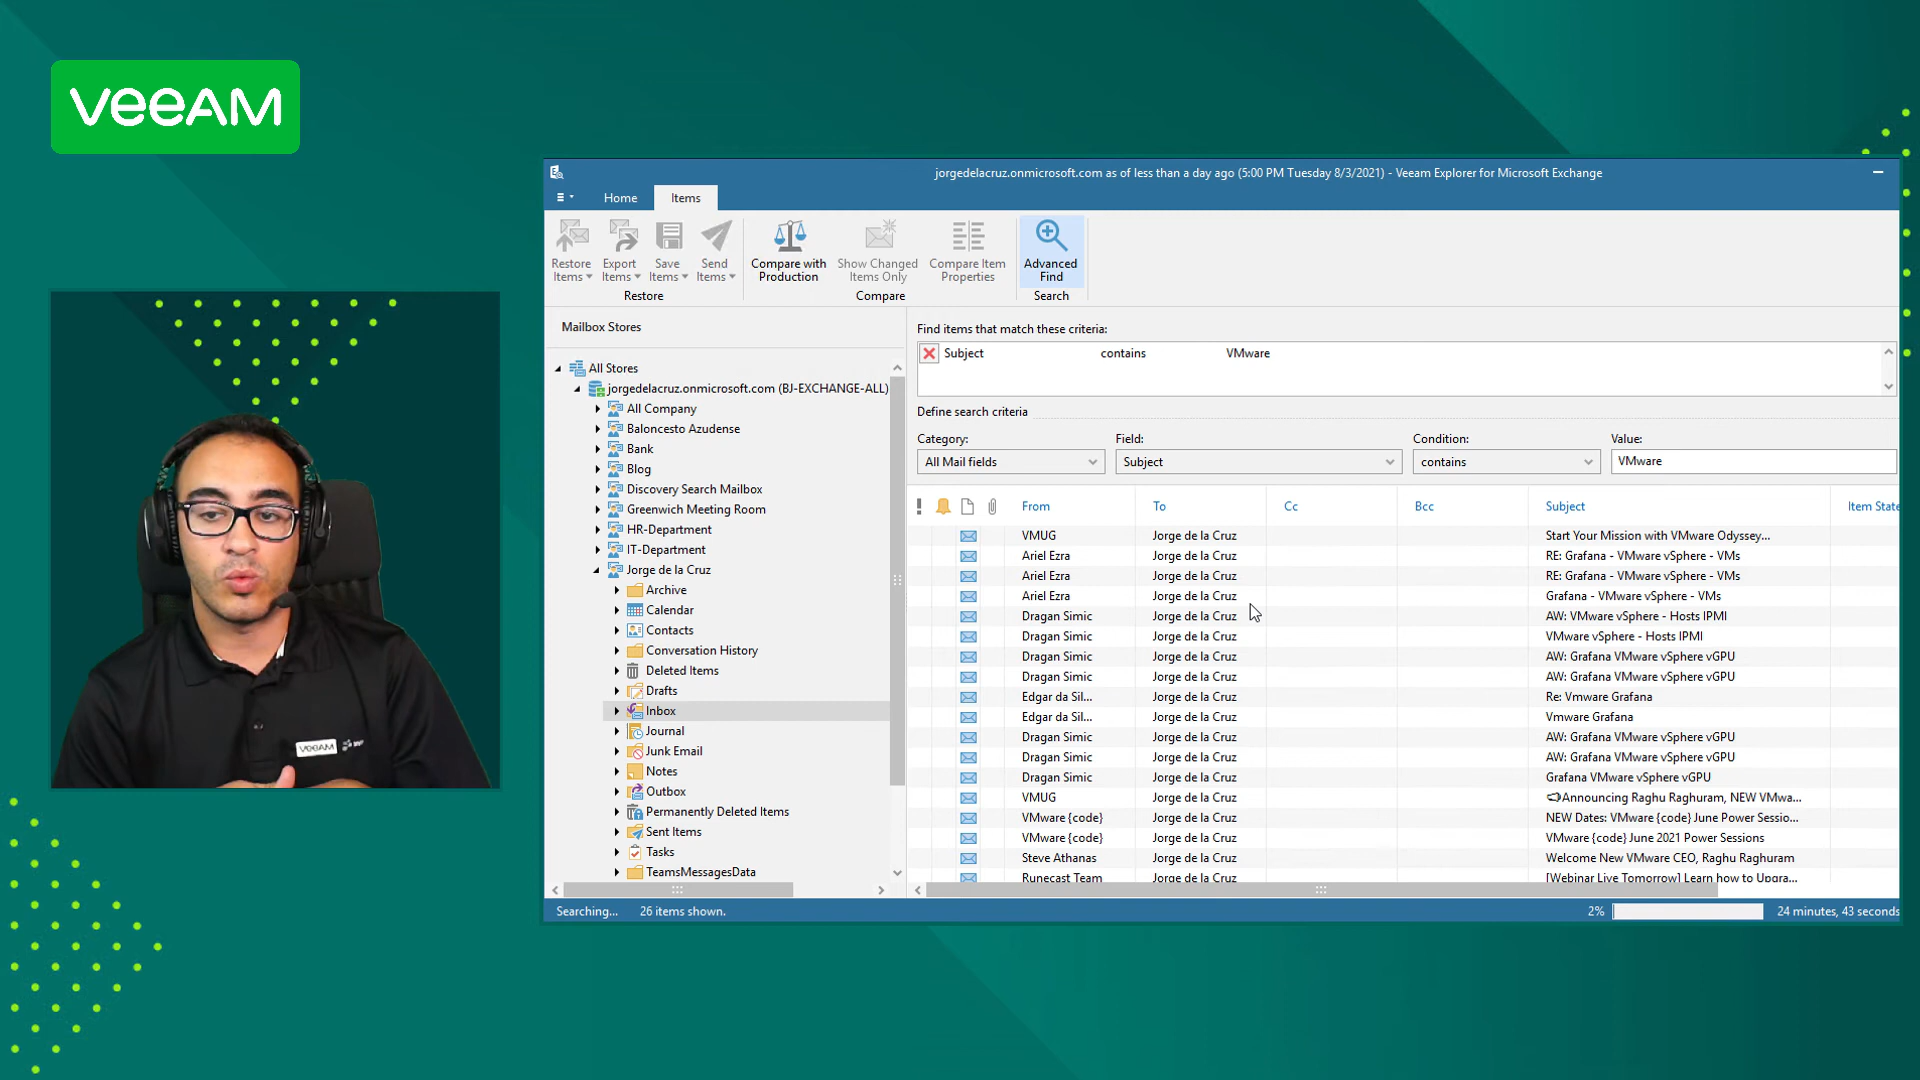 veeAM
jorgedelacruz.onmicrosoft.com as of less than a day ago (5:00 PM Tuesday 8/3/2021) - Veeam Explorer for Microsoft Exchange
Home Items
Restore Items
Export Items
Save Items
Send Items
Compare with Production
Show Changed Items Only
Compare Item Properties
Advanced Find
Restore Compare Search
Mailbox Stores
All Stores
jorgedelacruz.onmicrosoft.com (BJ-EXCHANGE-ALL)
All Company
Baloncesto Azudense
Bank
Blog
Discovery Search Mailbox
Greenwich Meeting Room
HR-Department
IT-Department
Jorge de la Cruz
Archive
Calendar
Contacts
Conversation History
Deleted Items
Drafts
Inbox
Journal
Junk Email
Notes
Outbox
Permanently Deleted Items
Sent Items
Tasks
TeamsMessagesData
Find items that match these criteria:
Subject contains VMware
Define search criteria
Category: Field: Condition: Value:
All Mail fields Subject contains VMware
From To Cc Bcc Subject Item State
VMUG Jorge de la Cruz Start Your Mission with VMware Odyssey...
Ariel Ezra Jorge de la Cruz RE: Grafana - VMware vSphere - VMs
Ariel Ezra Jorge de la Cruz RE: Grafana - VMware vSphere - VMs
Ariel Ezra Jorge de la Cruz Grafana - VMware vSphere - VMs
Dragan Simic Jorge de la Cruz AW: VMware vSphere - Hosts IPMI
Dragan Simic Jorge de la Cruz VMware vSphere - Hosts IPMI
Dragan Simic Jorge de la Cruz AW: Grafana VMware vSphere vGPU
Dragan Simic Jorge de la Cruz AW: Grafana VMware vSphere vGPU
Edgar da Sil... Jorge de la Cruz Re: Vmware Grafana
Edgar da Sil... Jorge de la Cruz Vmware Grafana
Dragan Simic Jorge de la Cruz AW: Grafana VMware vSphere vGPU
Dragan Simic Jorge de la Cruz AW: Grafana VMware vSphere vGPU
Dragan Simic Jorge de la Cruz Grafana VMware vSphere vGPU
VMUG Jorge de la Cruz Announcing Raghu Raghuram, NEW VMwa...
VMware {code} Jorge de la Cruz NEW Dates: VMware {code} June Power Sessio...
VMware {code} Jorge de la Cruz VMware {code} June 2021 Power Sessions
Steve Athanas Jorge de la Cruz Welcome New VMware CEO, Raghu Raghuram
Runecast Team Jorge de la Cruz [Webinar Live Tomorrow] Learn how to Upgra...
Searching... 26 items shown. 2% 24 minutes, 43 seconds
veeAM